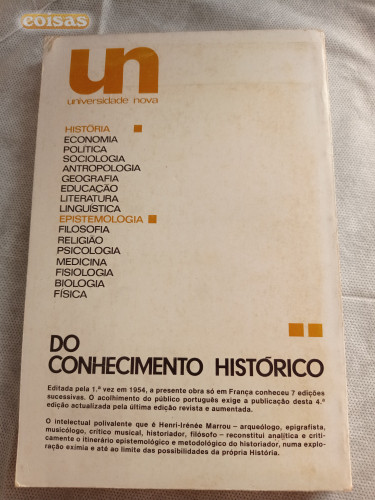 coisas
un
universidade nova
HISTÓRIA
ECONOMIA
POLÍTICA
SOCIOLOGIA
ANTROPOLOGIA
GEOGRAFIA
EDUCAÇÃO
LITERATURA
LINGUÍSTICA
EPISTEMOLOGIA
FILOSOFIA
RELIGIÃO
PSICOLOGIA
MEDICINA
FISIOLOGIA
BIOLOGIA
FÍSICA
DO
CONHECIMENTO HISTÓRICO
Editada pela 1.ª vez em 1954, a presente obra só em França conheceu 7 edições
sucessivas. O acolhimento do público português exige a publicação desta 4.ª
edição actualizada pela última edição revista e aumentada.
O intelectual polivalente que é Henri-Irénée Marrou – arqueólogo, epigrafista,
musicólogo, crítico musical, historiador, filósofo – reconstitui analítica e criti-
camente o itinerário epistemológico e metodológico do historiador, numa explo-
ração exímia e até ao limite das possibilidades da própria História.